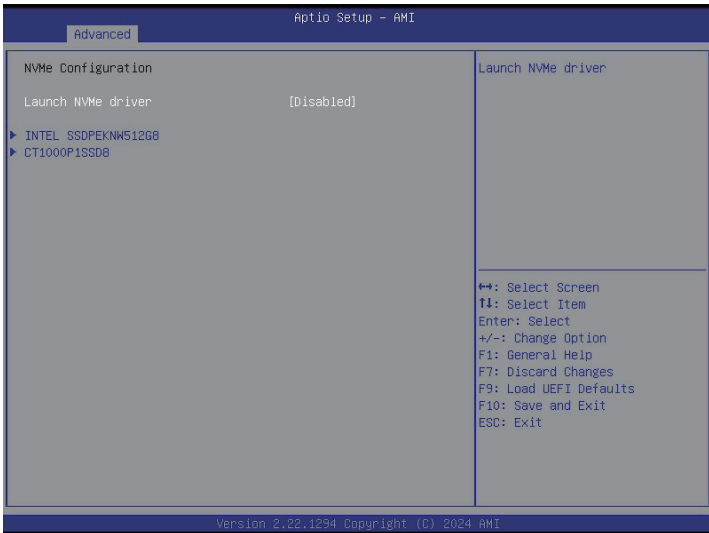 Aptio Setup – AMI
Advanced
NVMe Configuration
Launch NVMe driver [Disabled]
INTEL SSDPEKNW512G8
CT1000P1SSD8
Launch NVMe driver
↔: Select Screen
↑↓: Select Item
Enter: Select
+/-: Change Option
F1: General Help
F7: Discard Changes
F9: Load UEFI Defaults
F10: Save and Exit
ESC: Exit
Version 2.22.1294 Copyright (C) 2024 AMI